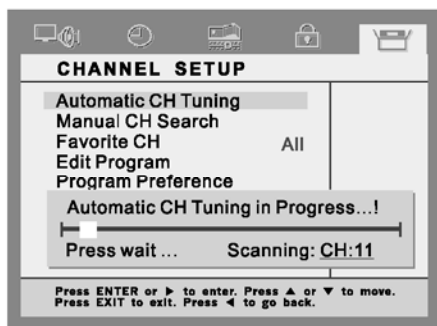 CHANNEL SETUP
Automatic CH Tuning
Manual CH Search
Favorite CH All
Edit Program
Program Preference
Automatic CH Tuning in Progress...!
Press wait ... Scanning: CH:11
Press ENTER or ▶ to enter. Press ▲ or ▼ to move.
Press EXIT to exit. Press ◀ to go back.